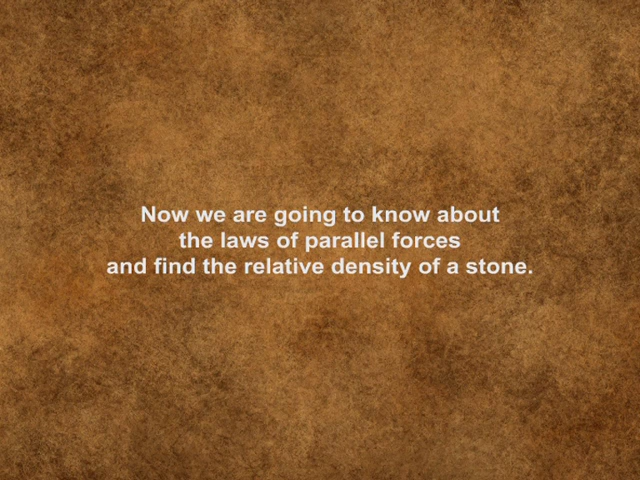 Now we are going to know about
the laws of parallel forces
and find the relative density of a stone.